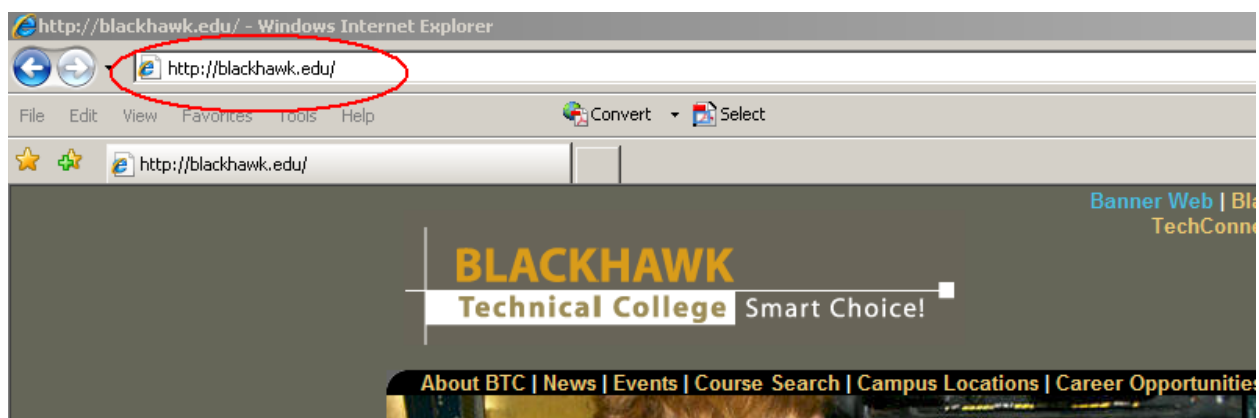 http://blackhawk.edu/ - Windows Internet Explorer
http://blackhawk.edu/
File Edit View Favorites Tools Help Convert Select
http://blackhawk.edu/
Banner Web |
BLACKHAWK
Technical College Smart Choice!
About BTC | News | Events | Course Search | Campus Locations | Career Opportunities